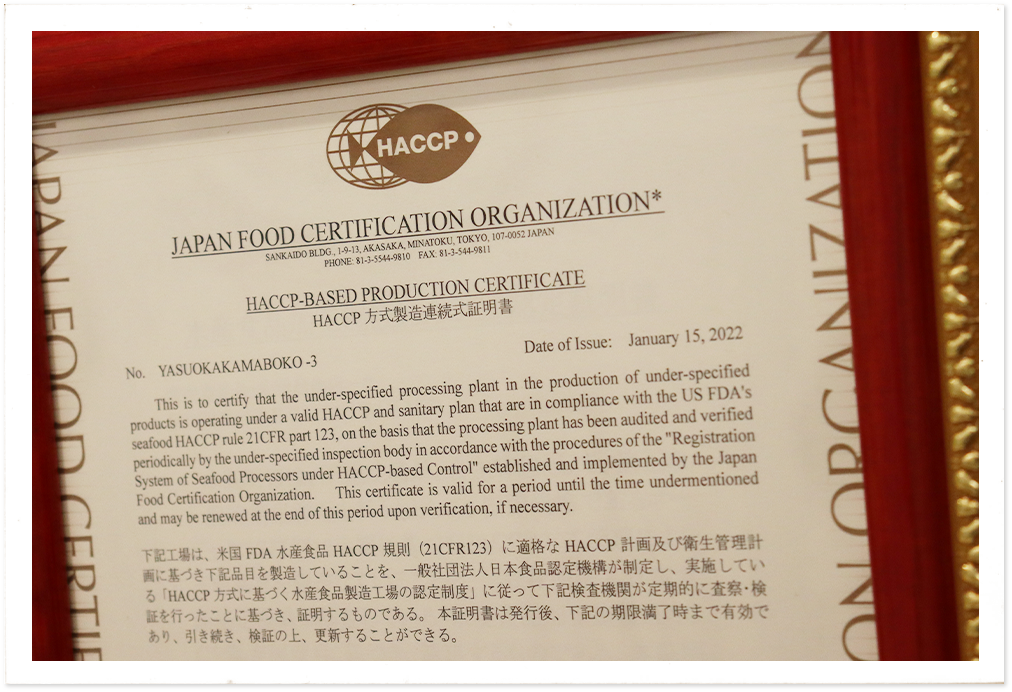 HACCP
JAPAN FOOD CERTIFICATION ORGANIZATION*
SANKAIDO BLDG., 1-9-13, AKASAKA, MINATOKU, TOKYO, 107-0052 JAPAN
PHONE: 81-3-5544-9810 FAX: 81-3-544-9811
HACCP-BASED PRODUCTION CERTIFICATE
HACCP 方式製造連続式証明書
No. YASUOKAKAMABOKO -3
Date of Issue: January 15, 2022
This is to certify that the under-specified processing plant in the production of under-specified
products is operating under a valid HACCP and sanitary plan that are in compliance with the US FDA's
seafood HACCP rule 21CFR part 123, on the basis that the processing plant has been audited and verified
periodically by the under-specified inspection body in accordance with the procedures of the "Registration
System of Seafood Processors under HACCP-based Control" established and implemented by the Japan
Food Certification Organization. This certificate is valid for a period until the time undermentioned
and may be renewed at the end of this period upon verification, if necessary.
下記工場は、米国 FDA 水産食品 HACCP 規則（21CFR123）に適格な HACCP 計画及び衛生管理計
画に基づき下記品目を製造していることを、一般社団法人日本食品認定機構が制定し、実施してい
る「HACCP 方式に基づく水産食品製造工場の認定制度」に従って下記検査機関が定期的に査察・検
証を行ったことに基づき、証明するものである。 本証明書は発行後、下記の期限満了時まで有効で
あり、引き続き、検証の上、更新することができる。
JAPAN FOOD CERTIF
ORGANIZATION